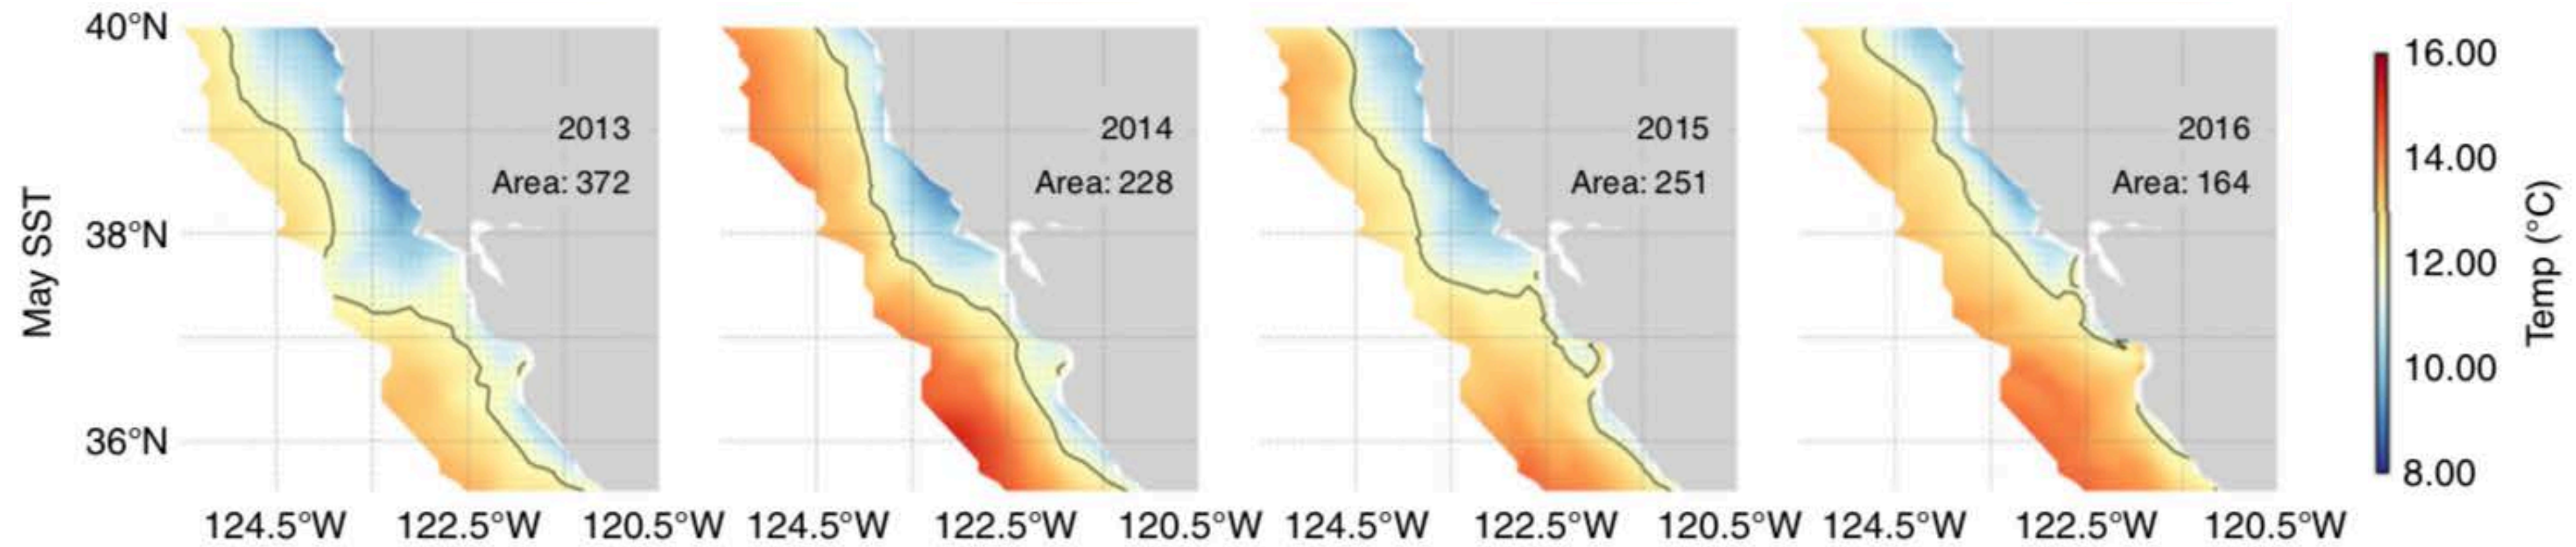 May SST
40°N
38°N
36°N
2013
Area: 372
2014
Area: 228
2015
Area: 251
2016
Area: 164
124.5°W 122.5°W 120.5°W 124.5°W 122.5°W 120.5°W 124.5°W 122.5°W 120.5°W 124.5°W 122.5°W 120.5°W
16.00
14.00
12.00
10.00
8.00
Temp (°C)